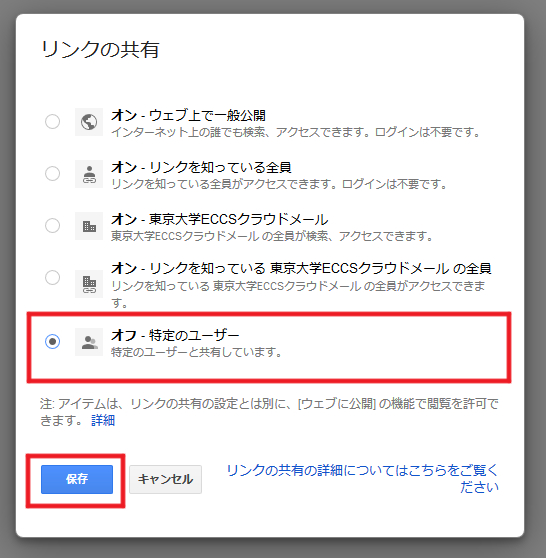 リンクの共有
オン - ウェブ上で一般公開
インターネット上の誰でも検索、アクセスできます。ログインは不要です。
オン - リンクを知っている全員
リンクを知っている全員がアクセスできます。ログインは不要です。
オン - 東京大学ECCSクラウドメール
東京大学ECCSクラウドメール の全員が検索、アクセスできます。
オン - リンクを知っている 東京大学ECCSクラウドメール の全員
リンクを知っている 東京大学ECCSクラウドメール の全員がアクセスできま
す。
オフ - 特定のユーザー
特定のユーザーと共有しています。
注: アイテムは、リンクの共有の設定とは別に、[ウェブに公開] の機能で閲覧を許可で
きます。 詳細
保存
キャンセル
リンクの共有の詳細についてはこちらをご覧く
ださい